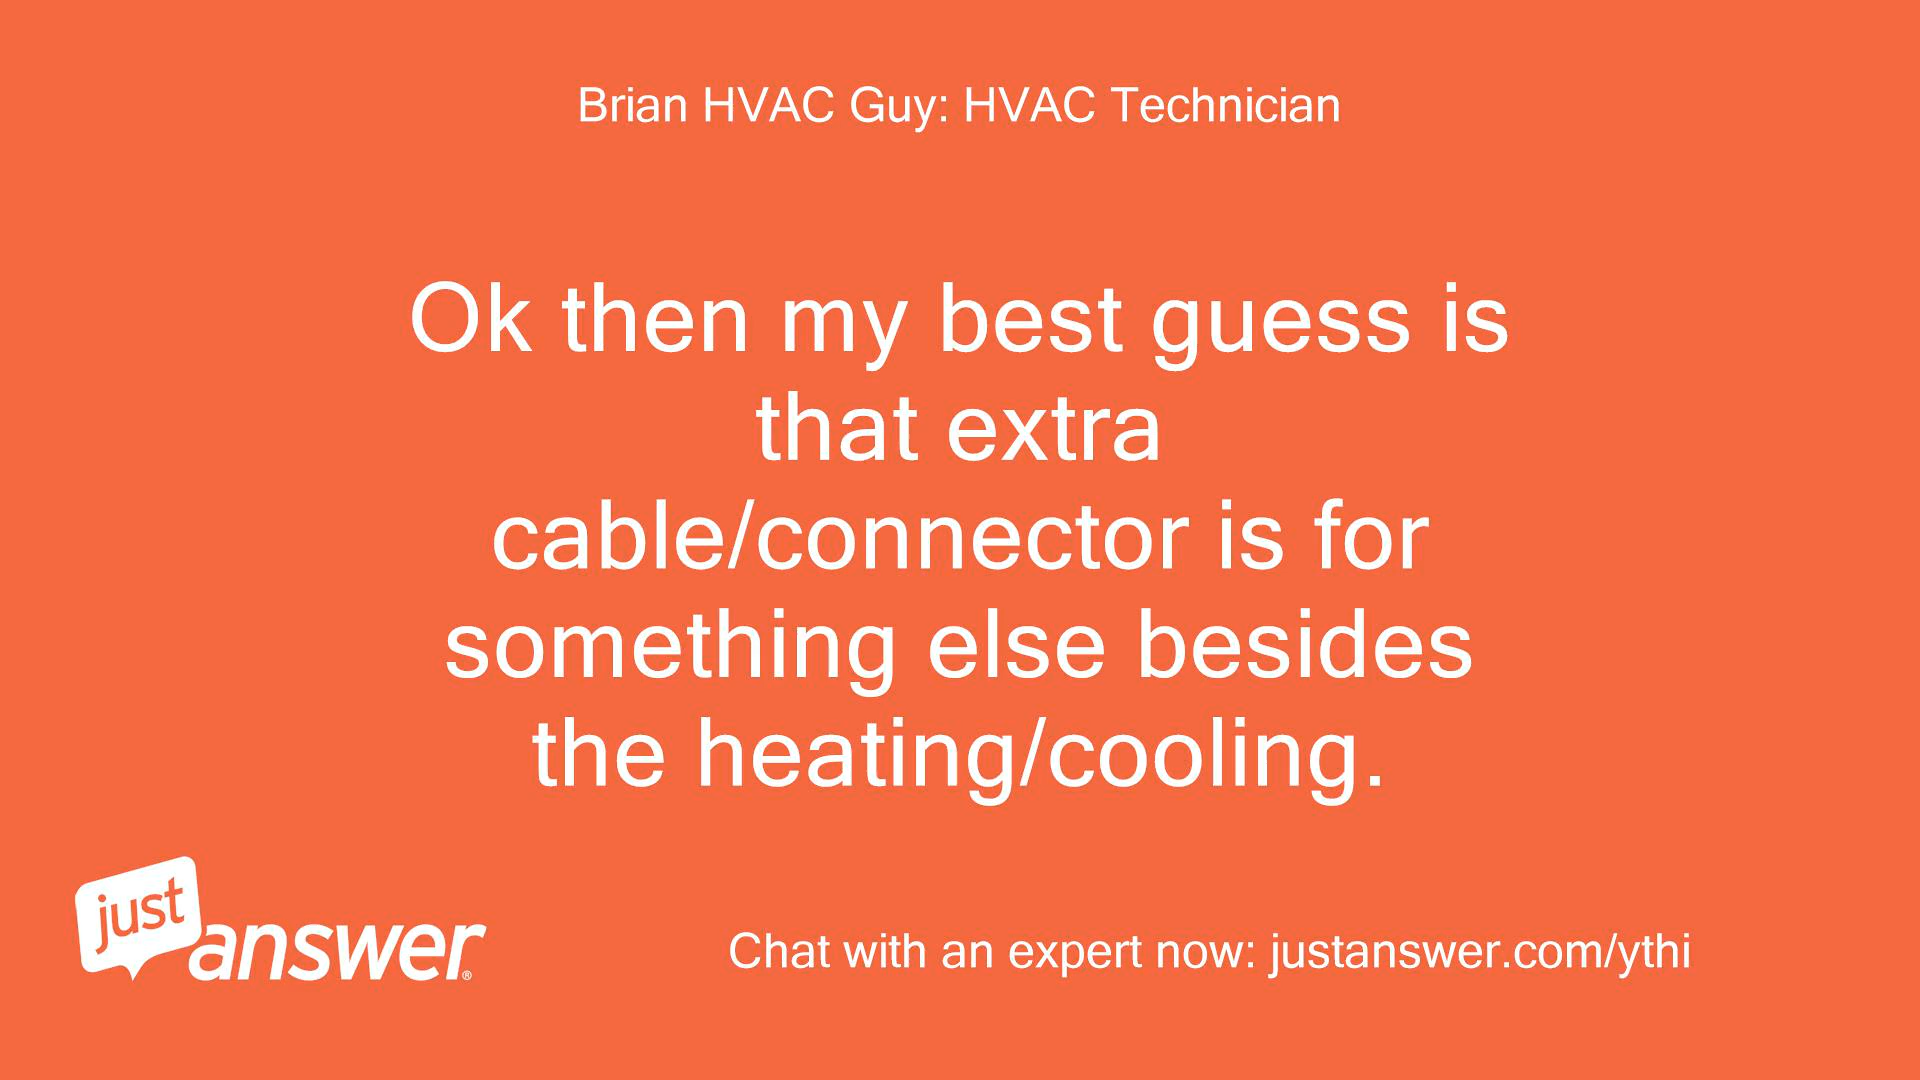 Brian HVAC Guy: HVAC Technician
Ok then my best guess is
that extra
cable/connector is for
something else besides
the heating/cooling.
just
answer®
Chat with an expert now: justanswer.com/ythi